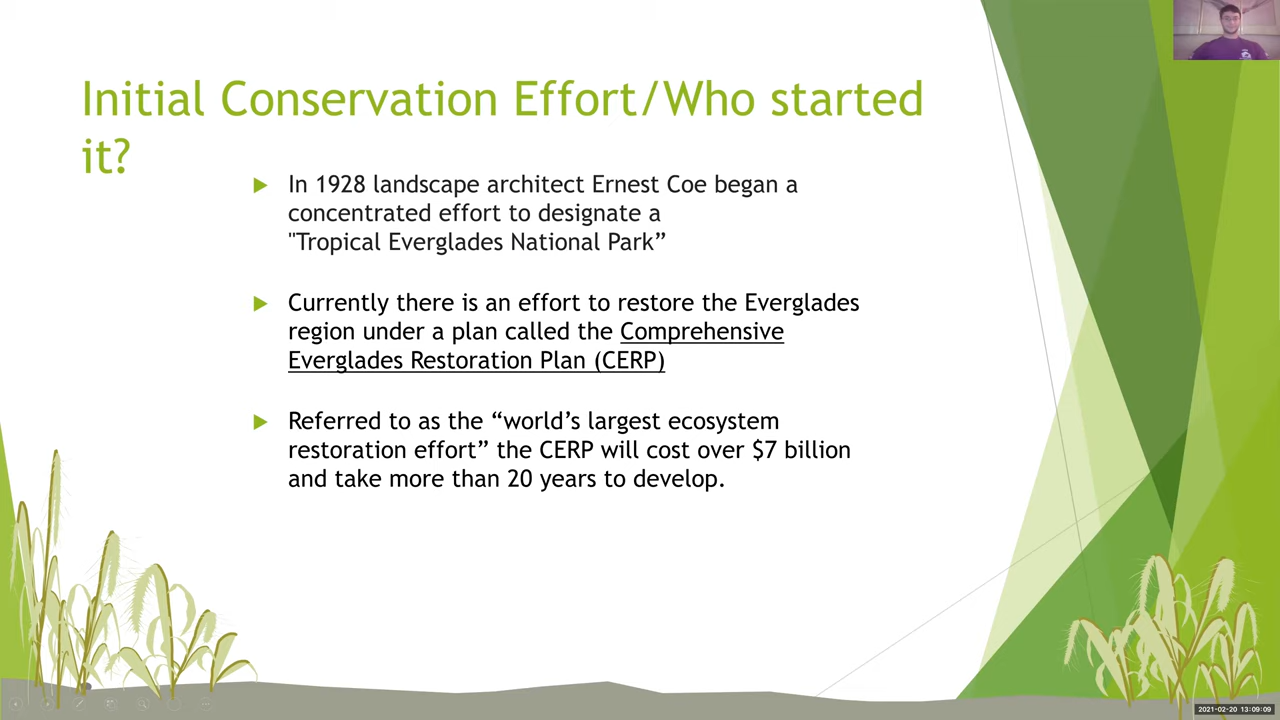 Initial Conservation Effort/Who started
it?
In 1928 landscape architect Ernest Coe began a
concentrated effort to designate a
"Tropical Everglades National Park”
Currently there is an effort to restore the Everglades
region under a plan called the Comprehensive
Everglades Restoration Plan (CERP)
Referred to as the “world’s largest ecosystem
restoration effort” the CERP will cost over $7 billion
and take more than 20 years to develop.
2021-02-20 13:09:09